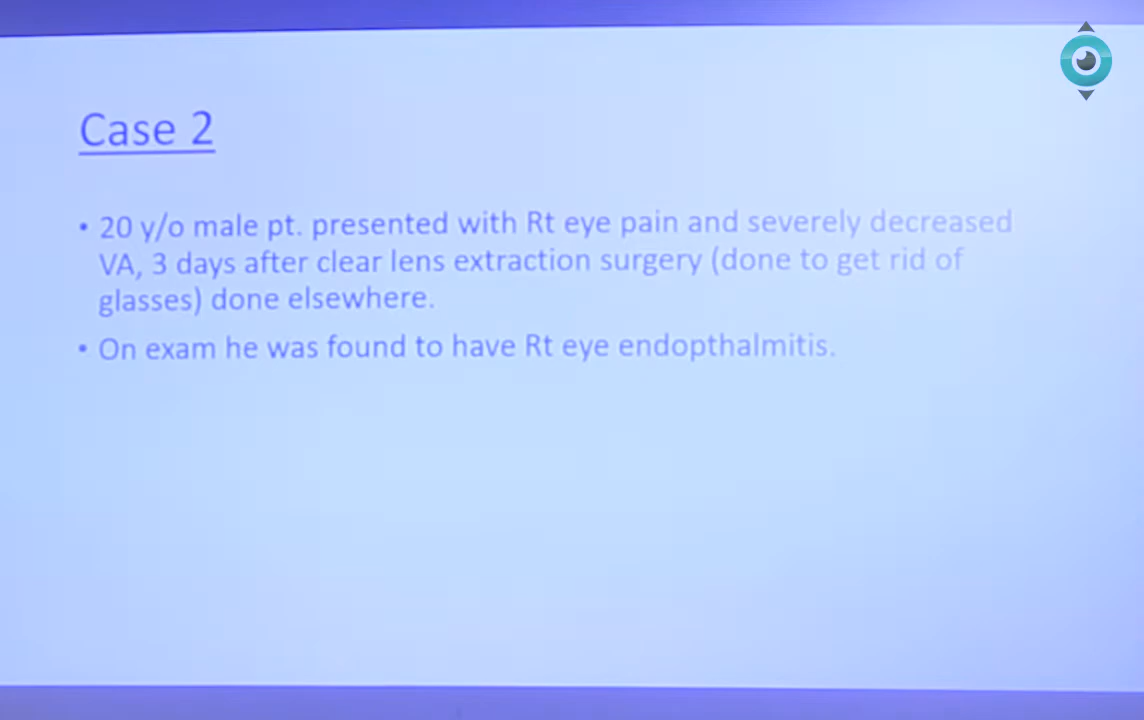 Case 2
• 20 y/o male pt. presented with Rt eye pain and severely decreased
VA, 3 days after clear lens extraction surgery (done to get rid of
glasses) done elsewhere.
• On exam he was found to have Rt eye endopthalmitis.